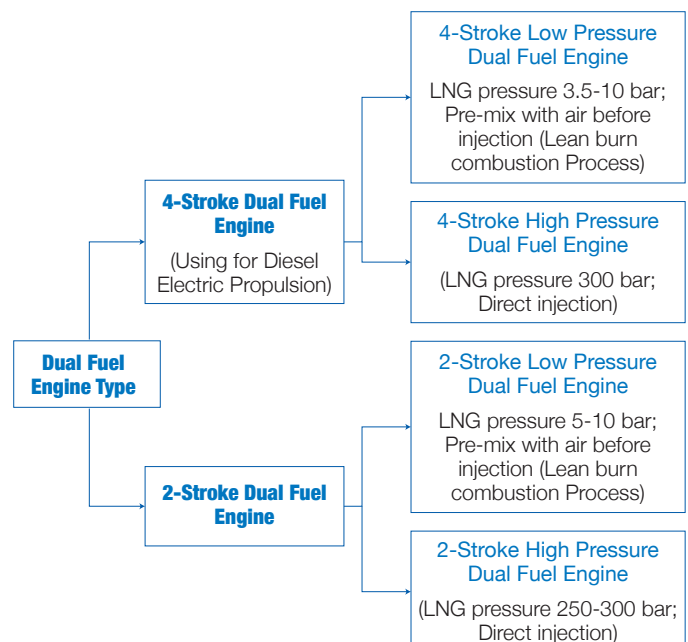 Dual Fuel
Engine Type
4-Stroke Dual Fuel
Engine
(Using for Diesel
Electric Propulsion)
4-Stroke Low Pressure
Dual Fuel Engine
LNG pressure 3.5-10 bar;
Pre-mix with air before
injection (Lean burn
combustion Process)
4-Stroke High Pressure
Dual Fuel Engine
(LNG pressure 300 bar;
Direct injection)
2-Stroke Dual Fuel
Engine
2-Stroke Low Pressure
Dual Fuel Engine
LNG pressure 5-10 bar;
Pre-mix with air before
injection (Lean burn
combustion Process)
2-Stroke High Pressure
Dual Fuel Engine
(LNG pressure 250-300 bar;
Direct injection)